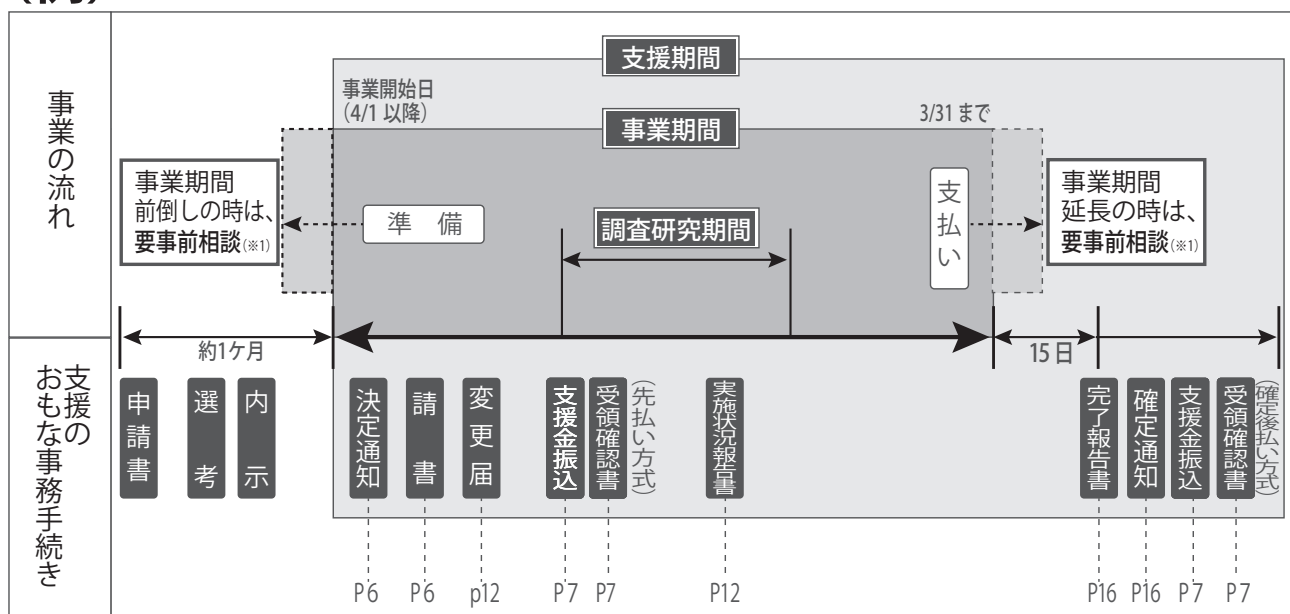 事業の流れ
支援期間
事業開始日
(4/1 以降)
事業期間
3/31 まで
事業期間
前倒しの時は、
要事前相談(※1)
準 備
調査研究期間
支払い
事業期間
延長の時は、
要事前相談(※1)
約1ケ月
15日
支援の
おもな事務手続き
申請書
選考
内示
決定通知
請書
変更届
支援金振込
受領確認書
(先払い方式)
実施状況報告書
完了報告書
確定通知
支援金振込
受領確認書
(確定後払い方式)
P6
P6
p12
P7
P7
P12
P16
P16
P7
P7